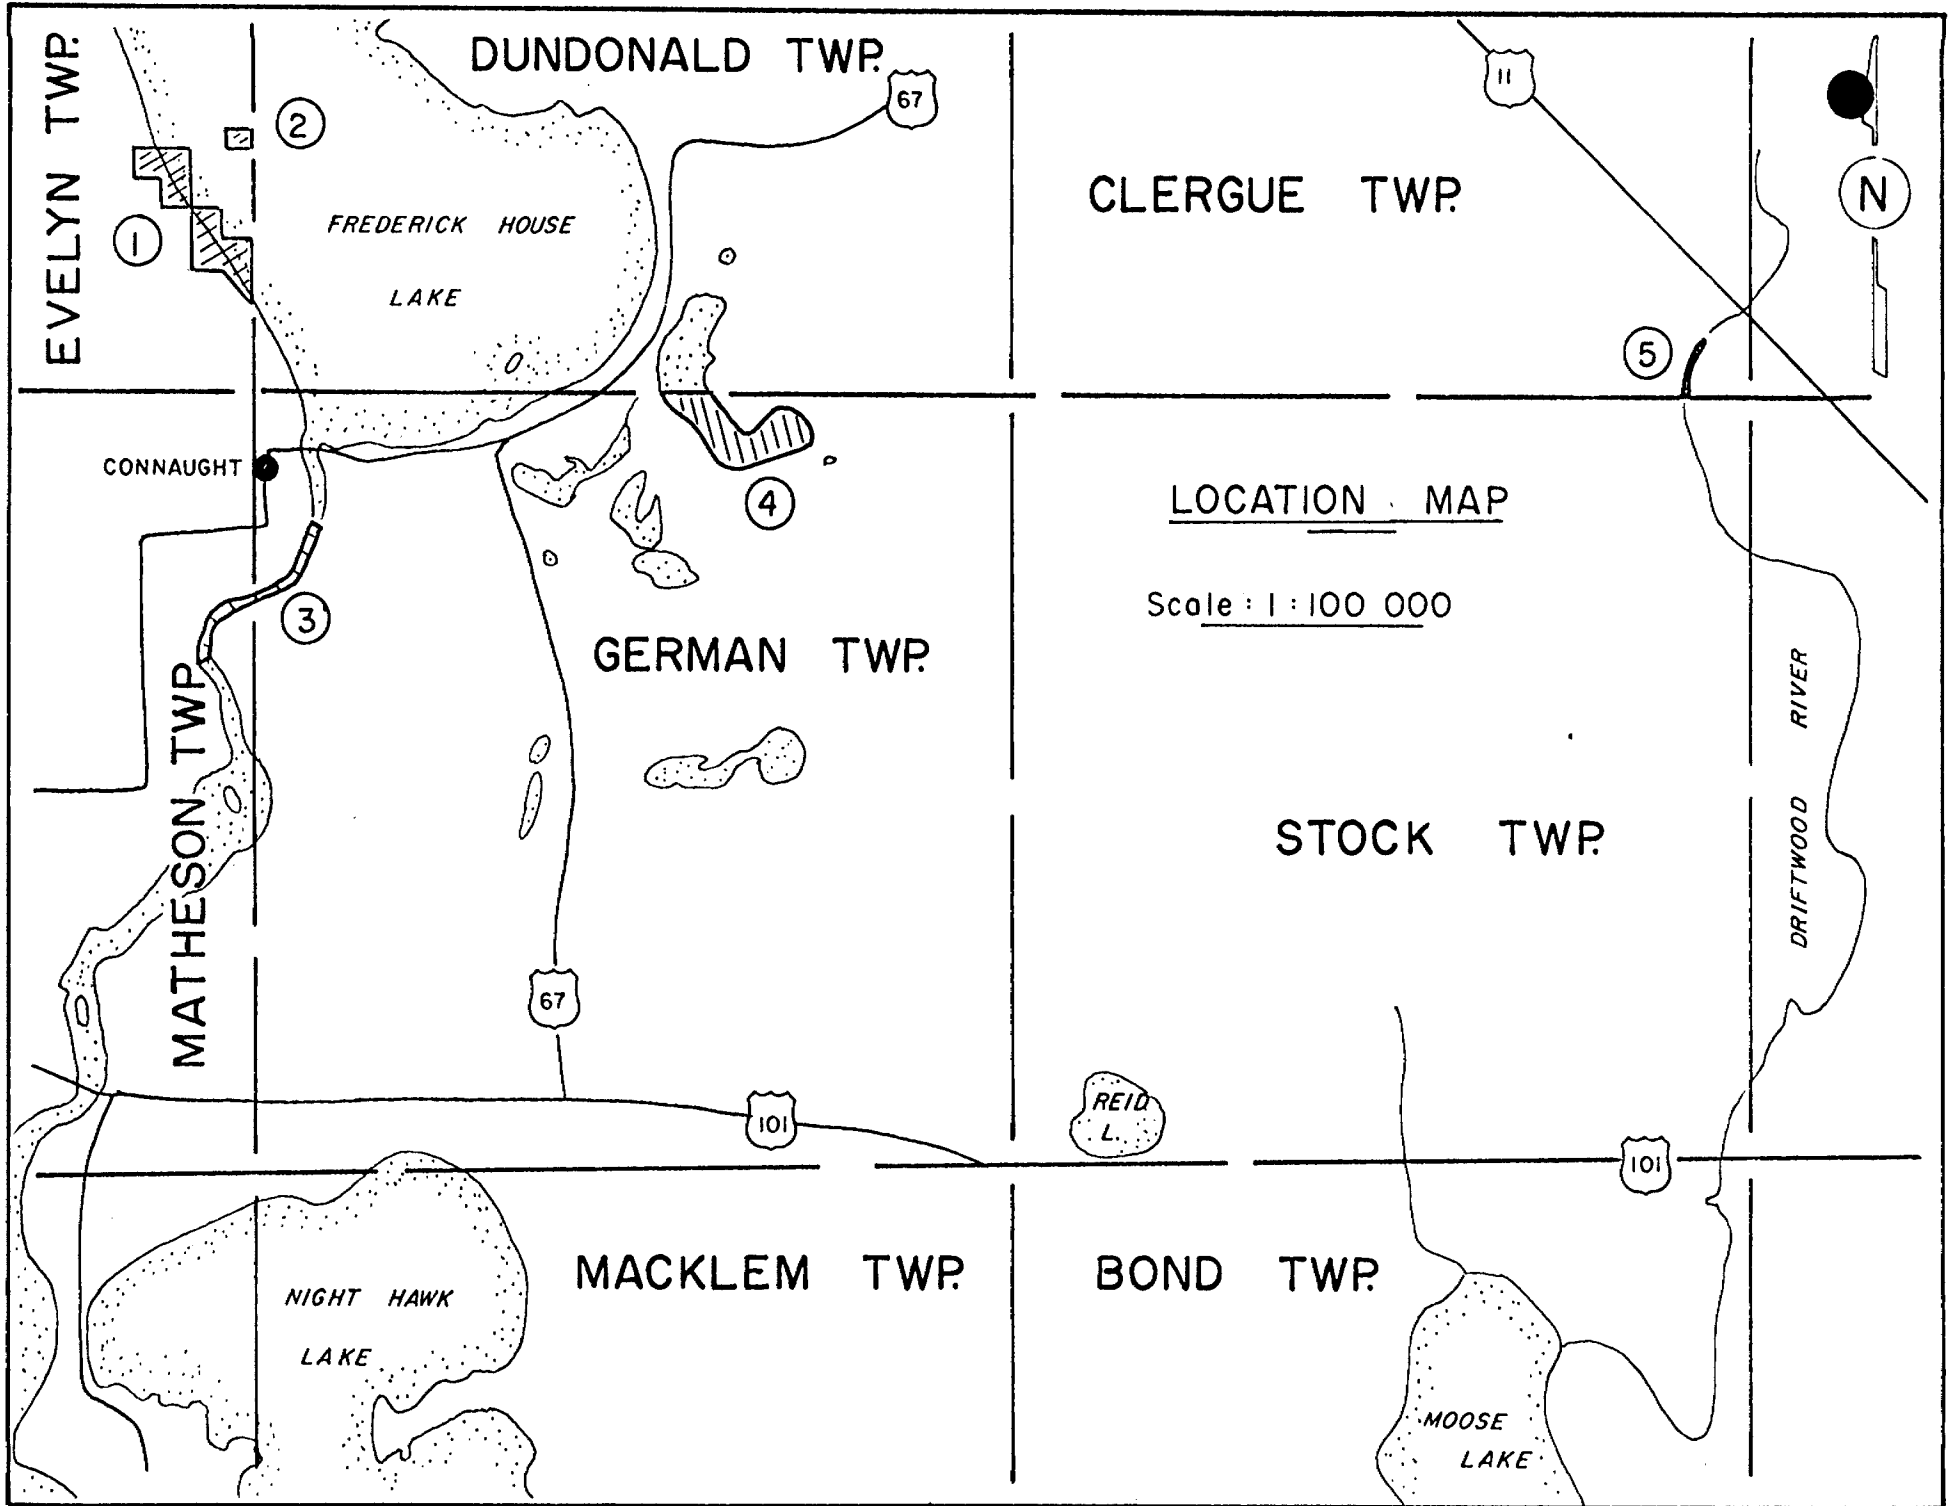 DUNDONALD TWP.
67
11
EVELYN TWP.
2
CLERGUE TWP.
N
FREDERICK HOUSE
LAKE
1
5
CONNAUGHT
4
LOCATION MAP
Scale : 1 : 100 000
3
GERMAN TWP.
MATHESON TWP.
STOCK TWP.
DRIFTWOOD RIVER
67
101
REID
L.
101
MACKLEM TWP.
BOND TWP.
NIGHT HAWK
LAKE
MOOSE
LAKE